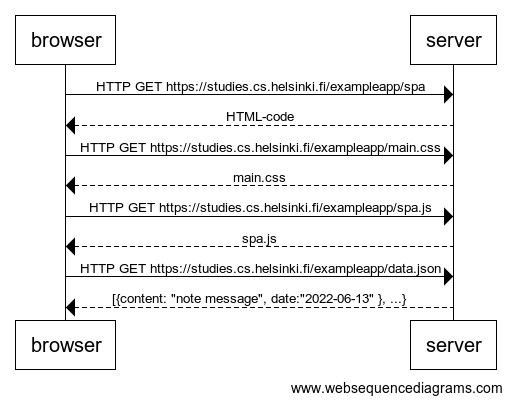 browser server
HTTP GET https://studies.cs.helsinki.fi/exampleapp/spa
HTML-code
HTTP GET https://studies.cs.helsinki.fi/exampleapp/main.css
main.css
HTTP GET https://studies.cs.helsinki.fi/exampleapp/spa.js
spa.js
HTTP GET https://studies.cs.helsinki.fi/exampleapp/data.json
[{content: "note message", date:"2022-06-13" }, ...}
browser server
www.websequencediagrams.com